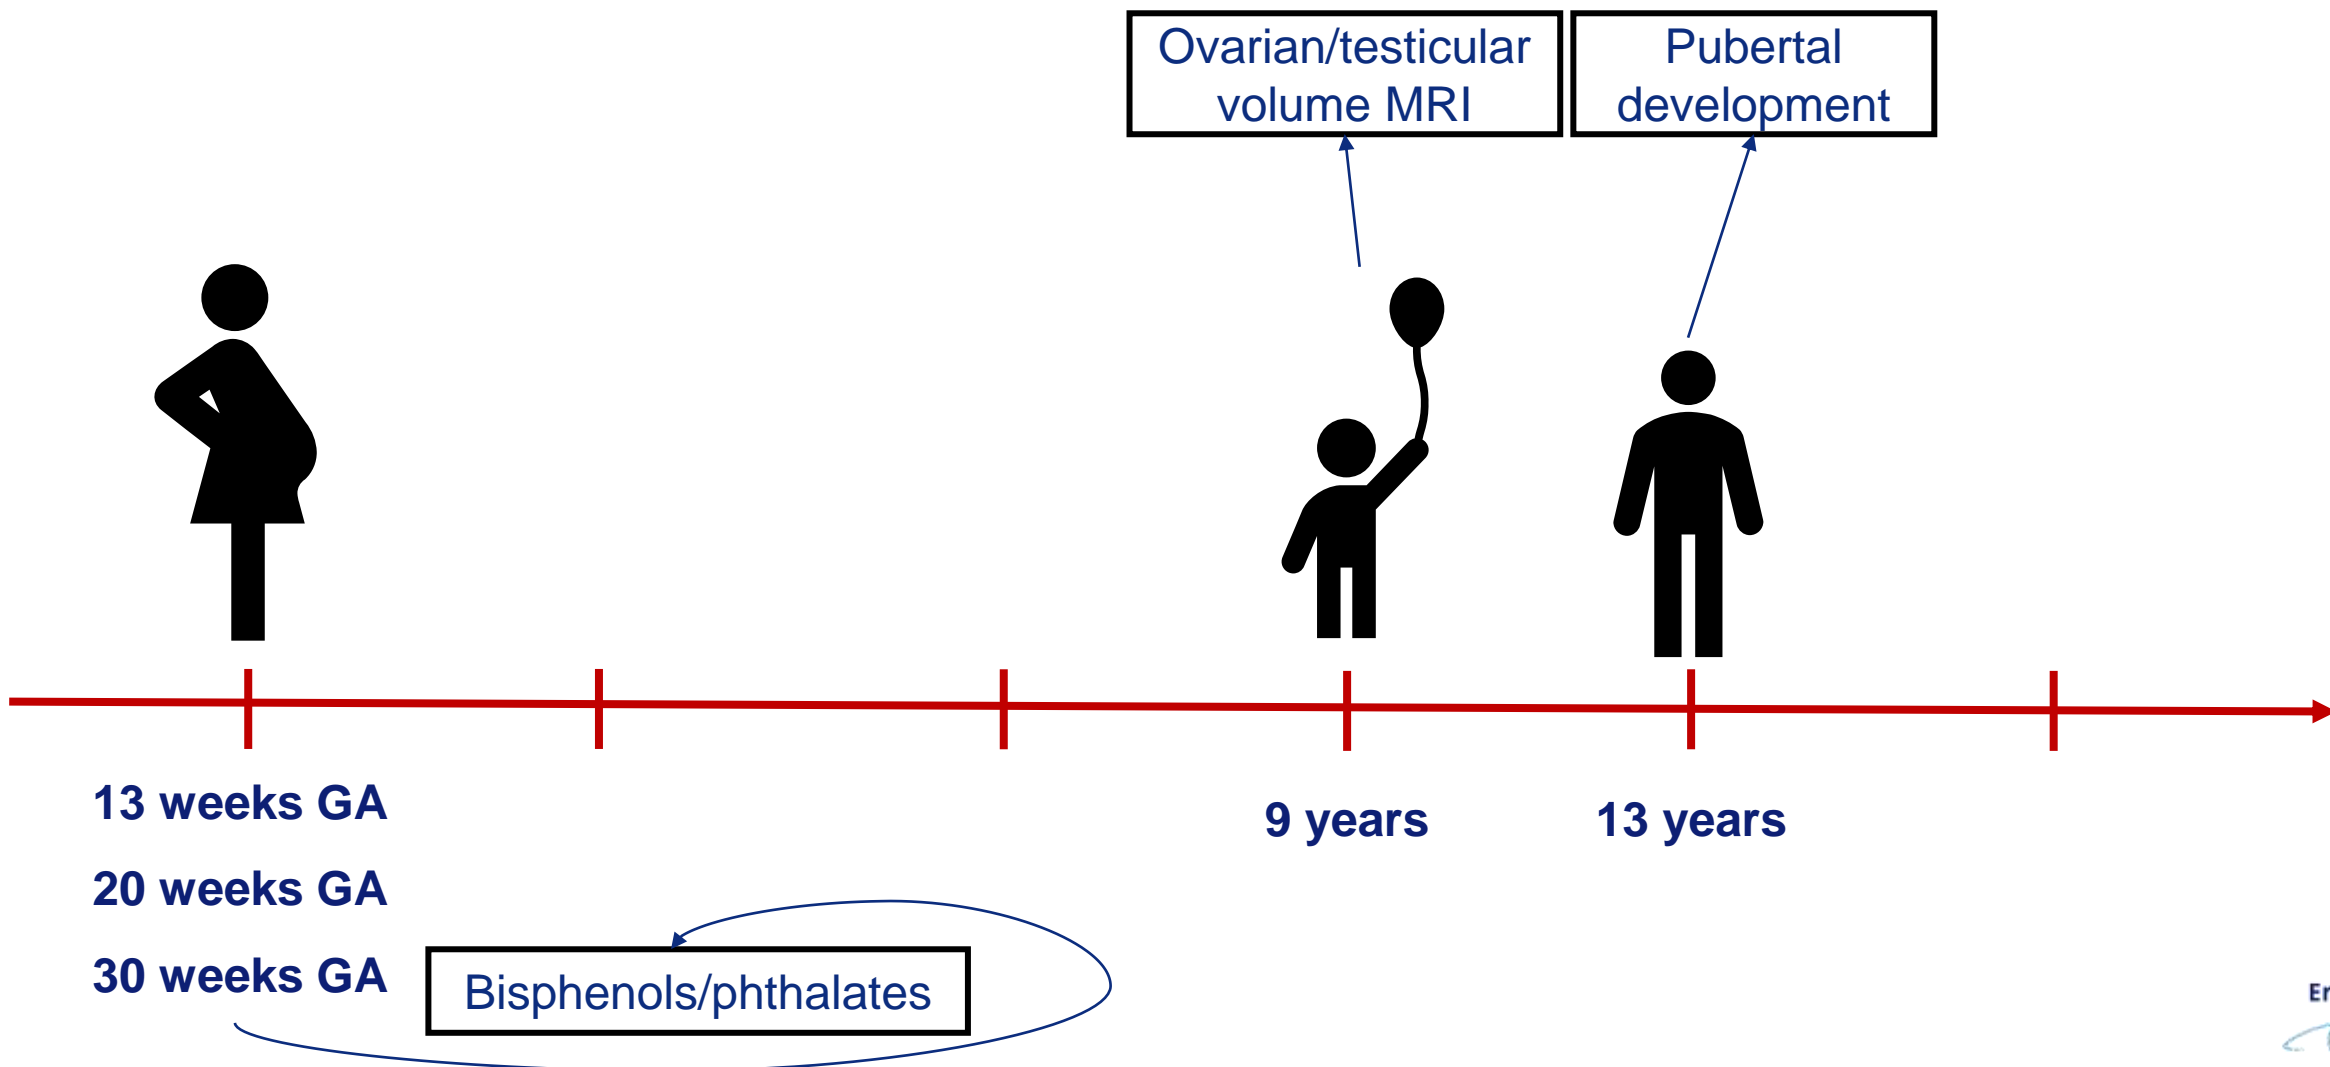 Ovarian/testicular
volume MRI
Pubertal
development
13 weeks GA
20 weeks GA
30 weeks GA
9 years
13 years
Bisphenols/phthalates